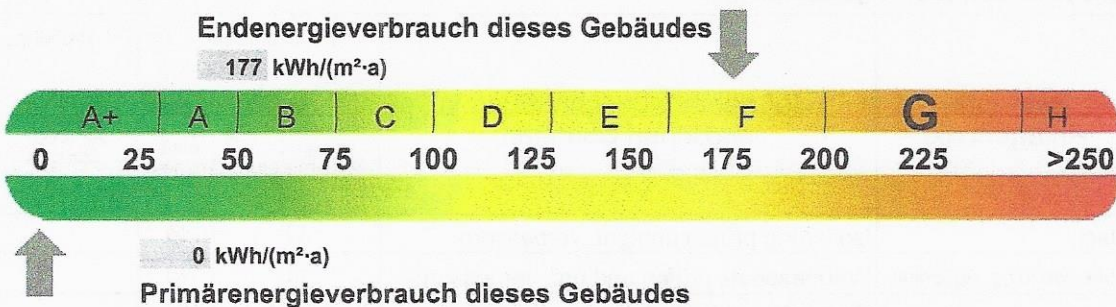 Endenergieverbrauch dieses Gebäudes
177 kWh/(m²·a)
A+ A B C D E F G H
0 25 50 75 100 125 150 175 200 225 >250
0 kWh/(m²·a)
Primärenergieverbrauch dieses Gebäudes